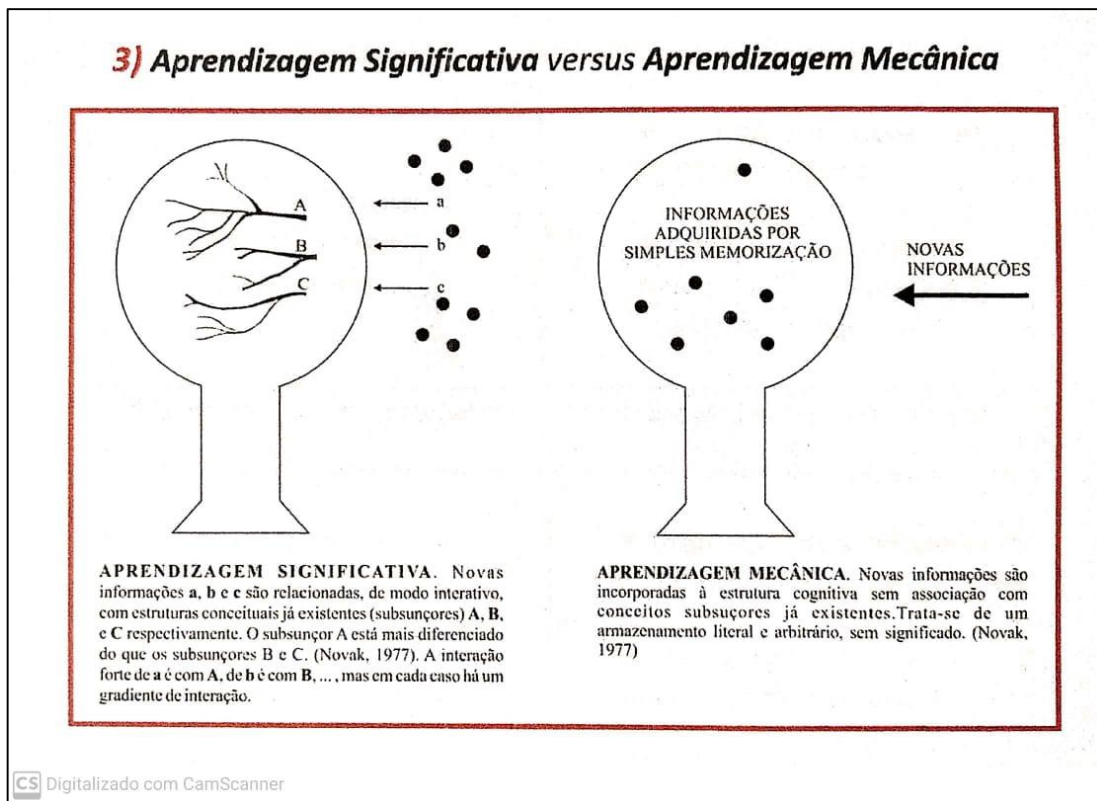 3) Aprendizagem Significativa versus Aprendizagem Mecânica
A
B
C
a
b
c
APRENDIZAGEM SIGNIFICATIVA. Novas
informações a, b e c são relacionadas, de modo interativo,
com estruturas conceituais já existentes (subsunçores) A, B,
e C respectivamente. O subsunçor A está mais diferenciado
do que os subsunçores B e C. (Novak, 1977). A interação
forte de a é com A, de b é com B, ... , mas em cada caso há um
gradiente de interação.
INFORMAÇÕES
ADQUIRIDAS POR
SIMPLES MEMORIZAÇÃO
NOVAS
INFORMAÇÕES
APRENDIZAGEM MECÂNICA. Novas informações são
incorporadas à estrutura cognitiva sem associação com
conceitos subsuçores já existentes.Trata-se de um
armazenamento literal e arbitrário, sem significado. (Novak,
1977)
CS Digitalizado com CamScanner